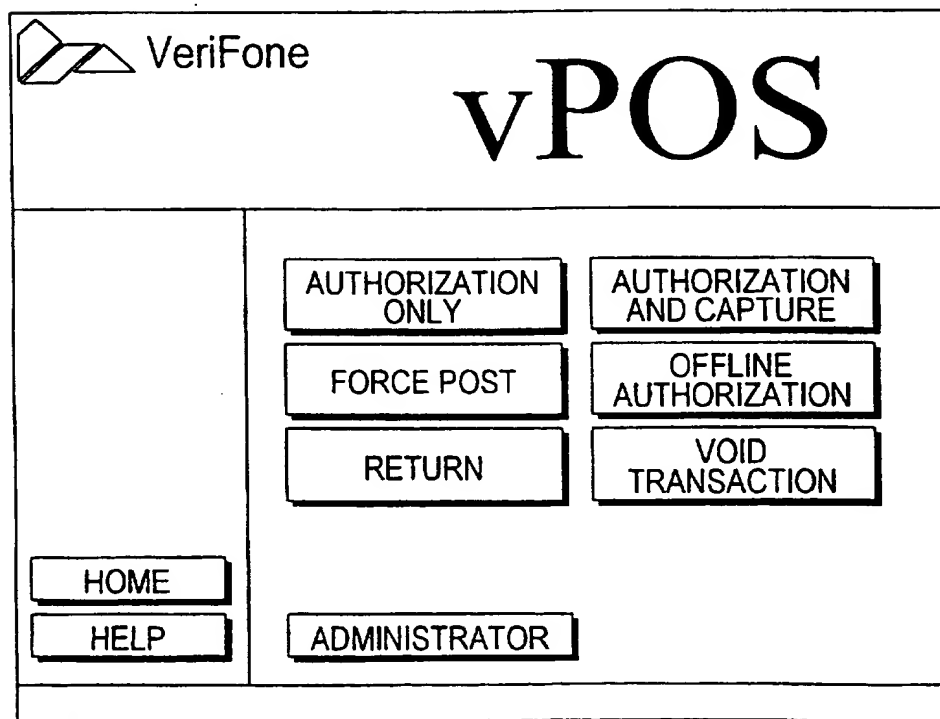 VeriFone
vPOS
AUTHORIZATION
ONLY
AUTHORIZATION
AND CAPTURE
FORCE POST
OFFLINE
AUTHORIZATION
RETURN
VOID
TRANSACTION
HOME
HELP
ADMINISTRATOR